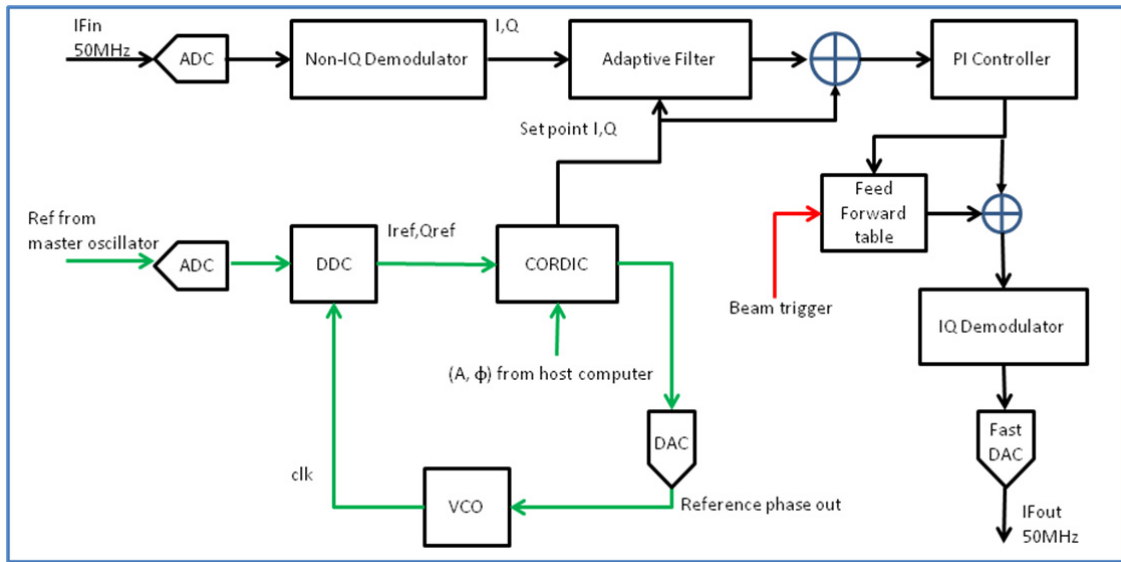 IFin
50MHz
ADC
Non-IQ Demodulator
I,Q
Adaptive Filter
PI Controller
Set point I,Q
Feed
Forward
table
Ref from
master oscillator
ADC
DDC
Iref,Qref
CORDIC
Beam trigger
IQ Demodulator
(A, ϕ) from host computer
DAC
Fast
DAC
clk
VCO
Reference phase out
IFout
50MHz